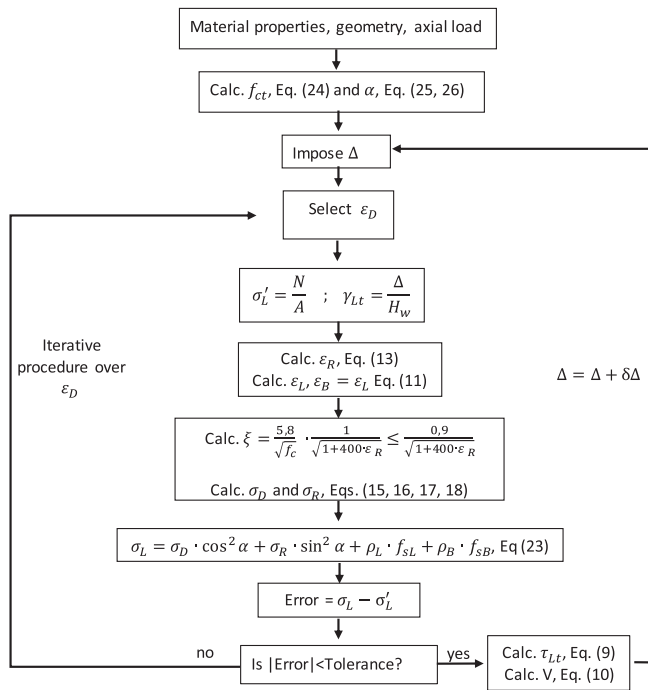 Material properties, geometry, axial load
Calc. f_ct, Eq. (24) and α, Eq. (25, 26)
Impose Δ
Select ε_D
σ′_L = N/A ; γ_Lt = Δ/H_w
Iterative
procedure over
ε_D
Calc. ε_R, Eq. (13)
Calc. ε_L, ε_B = ε_L Eq. (11)
Δ = Δ + δΔ
Calc. ξ = 5,8/√f_c · 1/√(1+400·ε_R) ≤ 0,9/√(1+400·ε_R)
Calc. σ_D and σ_R, Eqs. (15, 16, 17, 18)
σ_L = σ_D · cos² α + σ_R · sin² α + ρ_L · f_sL + ρ_B · f_sB, Eq (23)
Error = σ_L − σ′_L
no
Is |Error|<Tolerance?
yes
Calc. τ_Lt, Eq. (9)
Calc. V, Eq. (10)